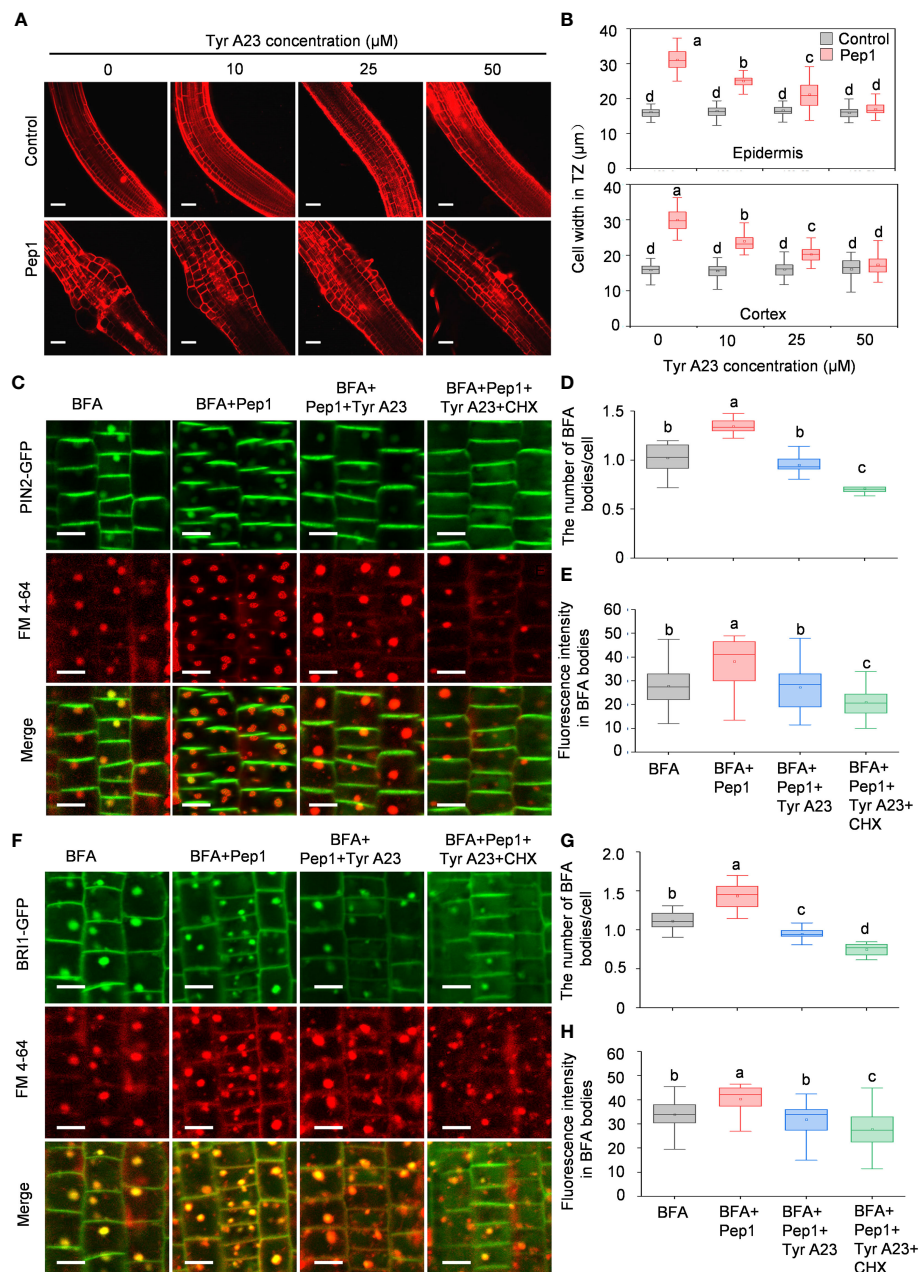 A
Tyr A23 concentration (µM)
0 10 25 50
Control
Pep1
B
Control
Pep1
40
30
20
10
0
a
b
c
d d d d d
Epidermis
Cell width in TZ (µm)
40
30
20
10
0
a
b
c
d d d d d
Cortex
0 10 25 50
Tyr A23 concentration (µM)
C
BFA
BFA+Pep1
BFA+
Pep1+Tyr A23
BFA+Pep1+
Tyr A23+CHX
PIN2-GFP
FM 4-64
Merge
D
The number of BFA
bodies/cell
1.5
1.0
0.5
0
b a b c
E
Fluorescence intensity
in BFA bodies
60
50
40
30
20
10
0
b a b c
BFA
BFA+
Pep1
BFA+
Pep1+
Tyr A23
BFA+
Pep1+
Tyr A23+
CHX
F
BFA
BFA+Pep1
BFA+
Pep1+Tyr A23
BFA+Pep1+
Tyr A23+CHX
BRI1-GFP
FM 4-64
Merge
G
The number of BFA
bodies/cell
2.0
1.5
1.0
0.5
0
b a c d
H
Fluorescence intensity
in BFA bodies
60
50
40
30
20
10
0
b a b c
BFA
BFA+
Pep1
BFA+
Pep1+
Tyr A23
BFA+
Pep1+
Tyr A23+
CHX